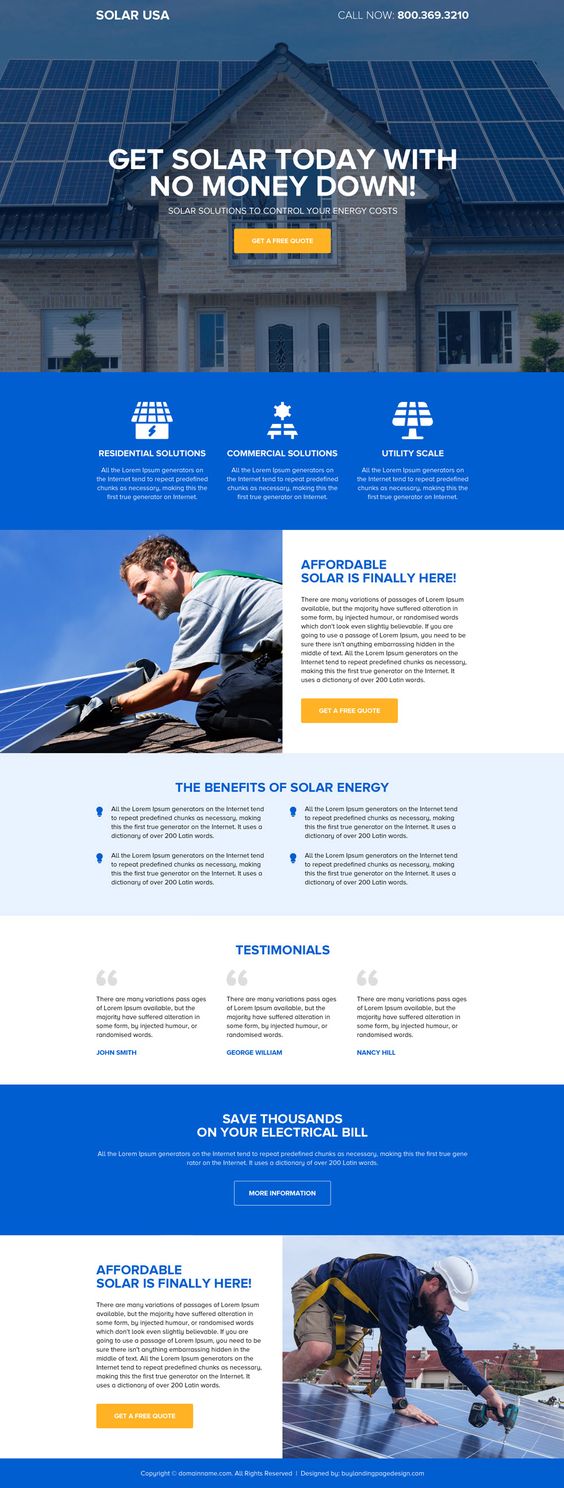 SOLAR USA
CALL NOW: 800.369.3210
GET SOLAR TODAY WITH
NO MONEY DOWN!
SOLAR SOLUTIONS TO CONTROL YOUR ENERGY COSTS
GET A FREE QUOTE
RESIDENTIAL SOLUTIONS
All the Lorem Ipsum generators on
the Internet tend to repeat predefined
chunks as necessary, making this the
first true generator on Internet.
COMMERCIAL SOLUTIONS
All the Lorem Ipsum generators on
the Internet tend to repeat predefined
chunks as necessary, making this the
first true generator on Internet.
UTILITY SCALE
All the Lorem Ipsum generators on
the Internet tend to repeat predefined
chunks as necessary, making this the
first true generator on Internet.
AFFORDABLE
SOLAR IS FINALLY HERE!
There are many variations of passages of Lorem Ipsum
available, but the majority have suffered alteration in
some form, by injected humour, or randomised words
which don't look even slightly believable. If you are
going to use a passage of Lorem Ipsum, you need to be
sure there isn't anything embarrassing hidden in the
middle of text. All the Lorem Ipsum generators on the
Internet tend to repeat predefined chunks as necessary,
making this the first true generator on the Internet. It
uses a dictionary of over 200 Latin words.
GET A FREE QUOTE
THE BENEFITS OF SOLAR ENERGY
All the Lorem Ipsum generators on the Internet tend
to repeat predefined chunks as necessary, making
this the first true generator on the Internet. It uses a
dictionary of over 200 Latin words.
All the Lorem Ipsum generators on the Internet tend
to repeat predefined chunks as necessary, making
this the first true generator on the Internet. It uses a
dictionary of over 200 Latin words.
All the Lorem Ipsum generators on the Internet tend
to repeat predefined chunks as necessary, making
this the first true generator on the Internet. It uses a
dictionary of over 200 Latin words.
All the Lorem Ipsum generators on the Internet tend
to repeat predefined chunks as necessary, making
this the first true generator on the Internet. It uses a
dictionary of over 200 Latin words.
TESTIMONIALS
There are many variations pass ages
of Lorem Ipsum available, but the
majority have suffered alteration in
some form, by injected humour, or
randomised words.
JOHN SMITH
There are many variations pass ages
of Lorem Ipsum available, but the
majority have suffered alteration in
some form, by injected humour, or
randomised words.
GEORGE WILLIAM
There are many variations pass ages
of Lorem Ipsum available, but the
majority have suffered alteration in
some form, by injected humour, or
randomised words.
NANCY HILL
SAVE THOUSANDS
ON YOUR ELECTRICAL BILL
All the Lorem Ipsum generators on the Internet tend to repeat predefined chunks as necessary, making this the first true gene
rator on the Internet. It uses a dictionary of over 200 Latin words.
MORE INFORMATION
AFFORDABLE
SOLAR IS FINALLY HERE!
There are many variations of passages of Lorem Ipsum
available, but the majority have suffered alteration in
some form, by injected humour, or randomised words
which don't look even slightly believable. If you are
going to use a passage of Lorem Ipsum, you need to be
sure there isn't anything embarrassing hidden in the
middle of text. All the Lorem Ipsum generators on the
Internet tend to repeat predefined chunks as necessary,
making this the first true generator on the Internet. It
uses a dictionary of over 200 Latin words.
GET A FREE QUOTE
Copyright © domainname.com. All Rights Reserved | Designed by: buylandingpagedesign.com